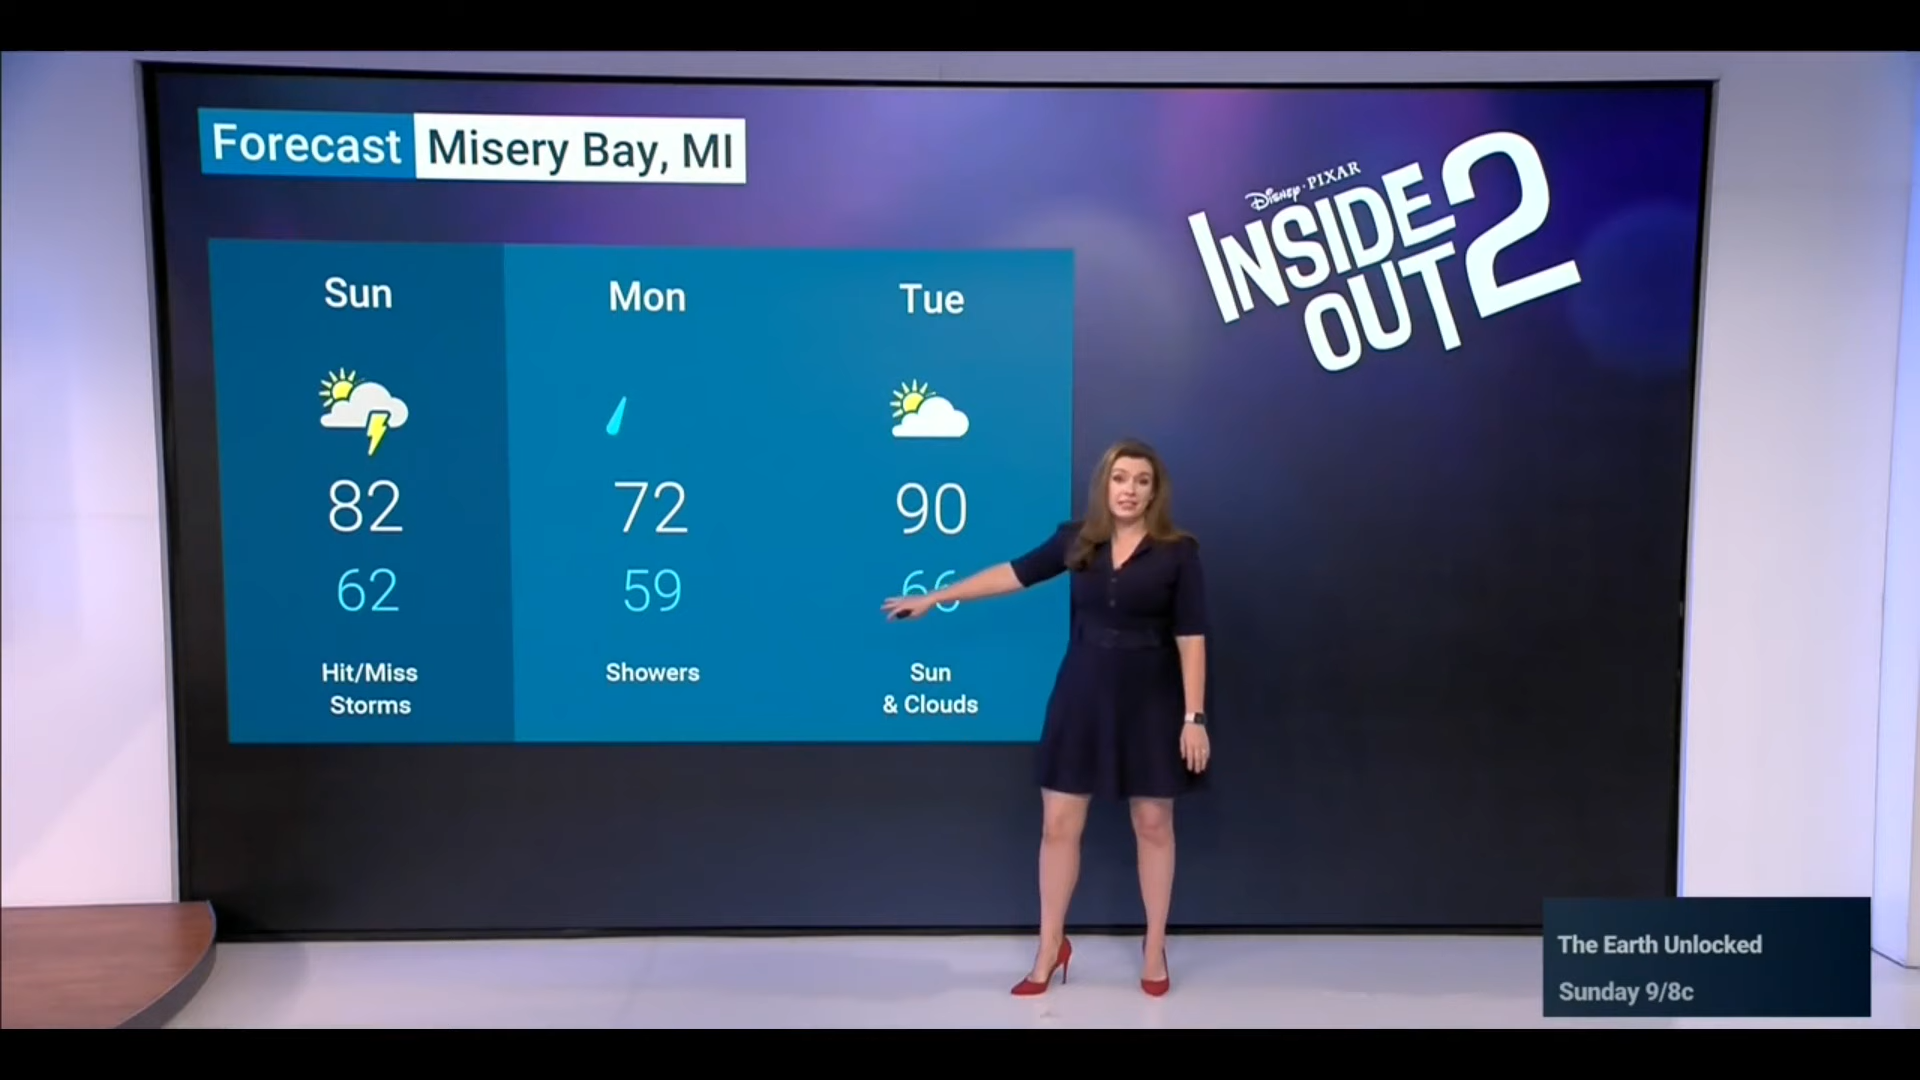 Forecast Misery Bay, MI
Disney · PIXAR
INSIDE
OUT 2
Sun Mon Tue
82 72 90
62 59 66
Hit/Miss
Storms
Showers
Sun
& Clouds
The Earth Unlocked
Sunday 9/8c